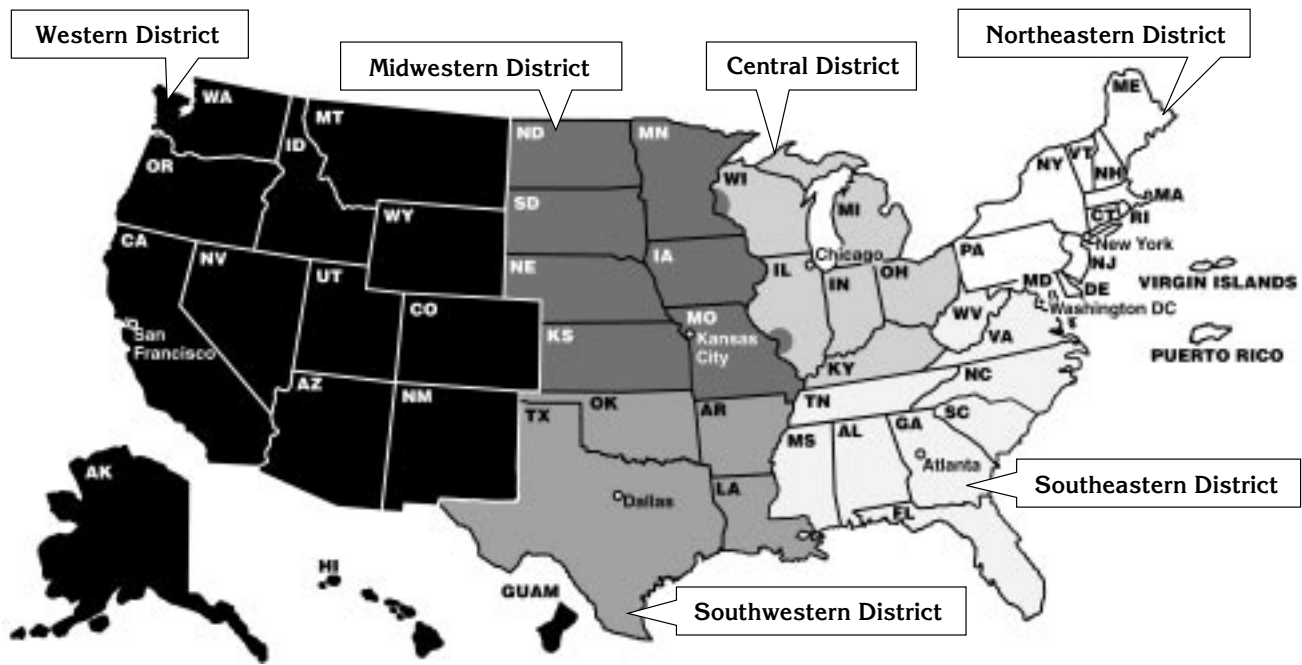 Western District
Midwestern District
Central District
Northeastern District
WA
MT
ND
MN
ME
ID
OR
VT
NY
NH
WI
MA
SD
MI
WY
CT
RI
CA
NV
New York
PA
Chicago
NE
IA
IL
OH
NJ
UT
IN
MD
DE
VIRGIN ISLANDS
CO
Washington DC
WV
MO
San
Francisco
KS
Kansas
City
VA
PUERTO RICO
KY
NC
AZ
NM
OK
TN
TX
AR
SC
MS
AL
GA
Atlanta
AK
LA
Southeastern District
Dallas
FL
HI
GUAM
Southwestern District